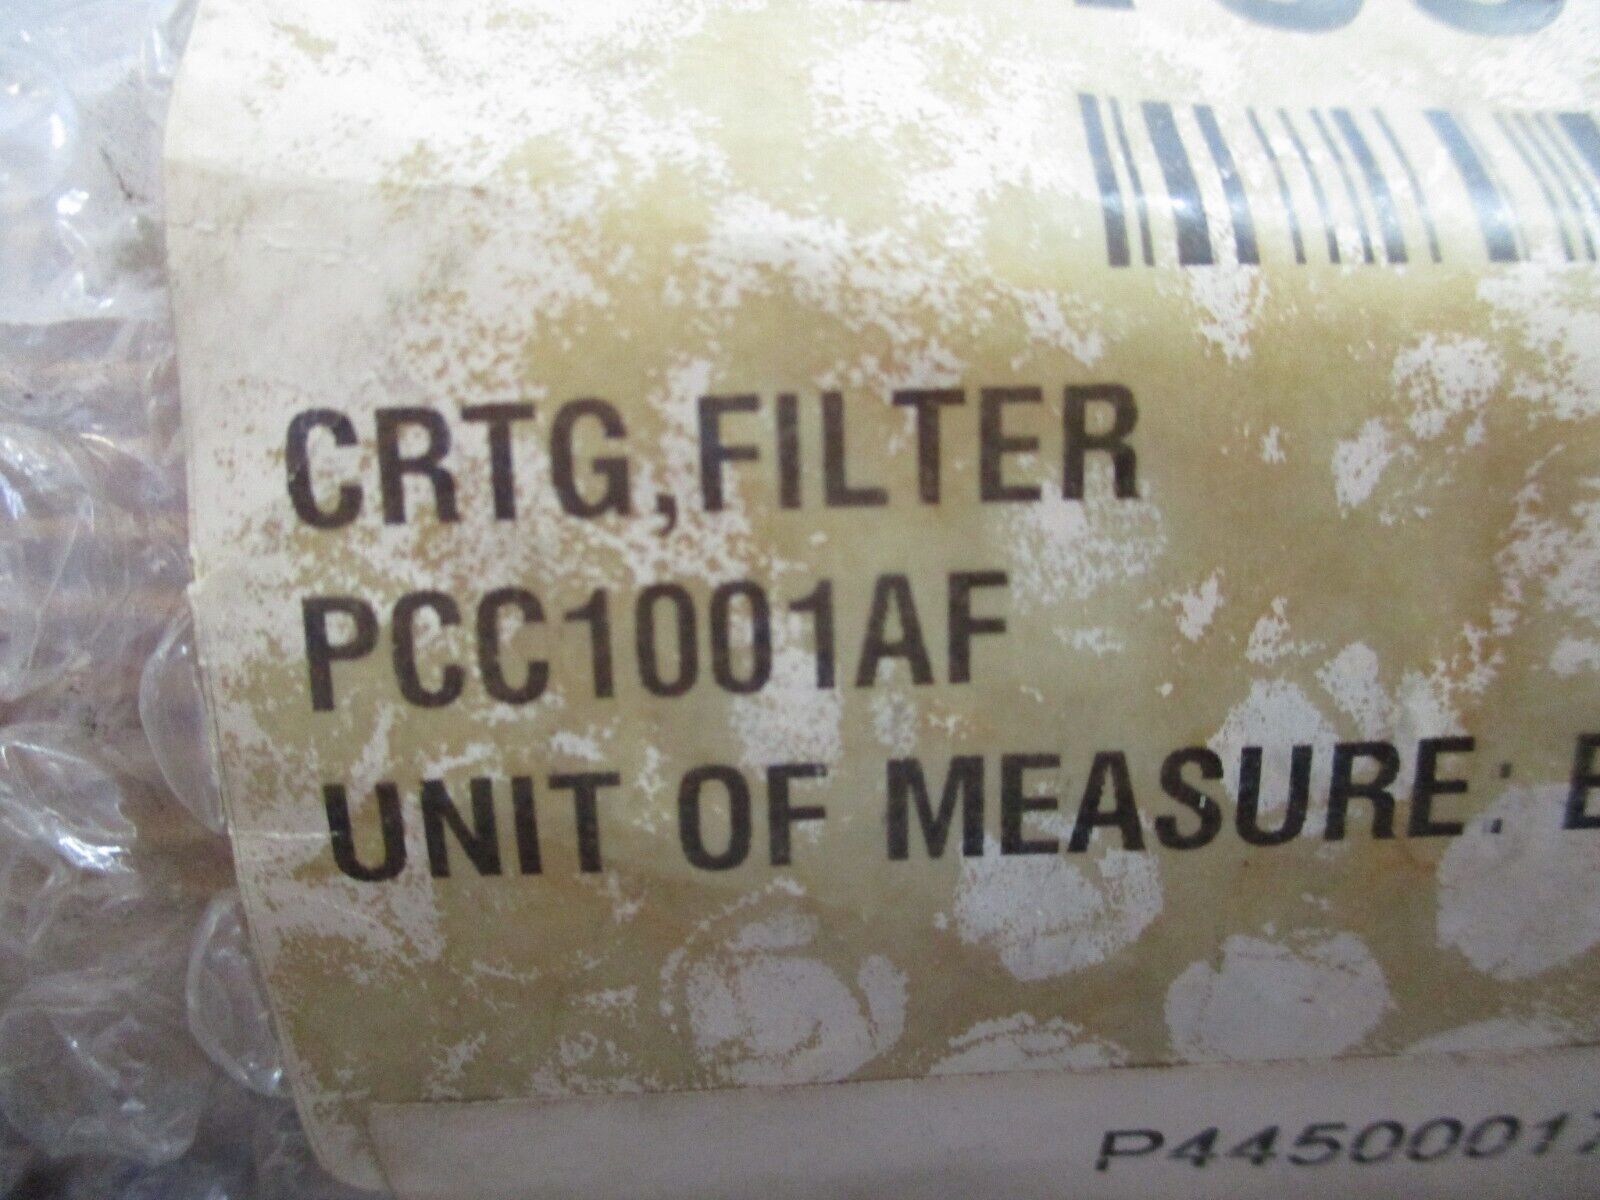 CRTG,FILTER
PCC1001AF
UNIT OF MEASURE: